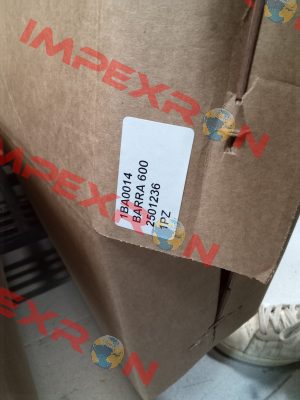 IMPEXRON
1BA0014
BARRA 600
2501236
1PZ
IMPEXRON
IMPEXRON